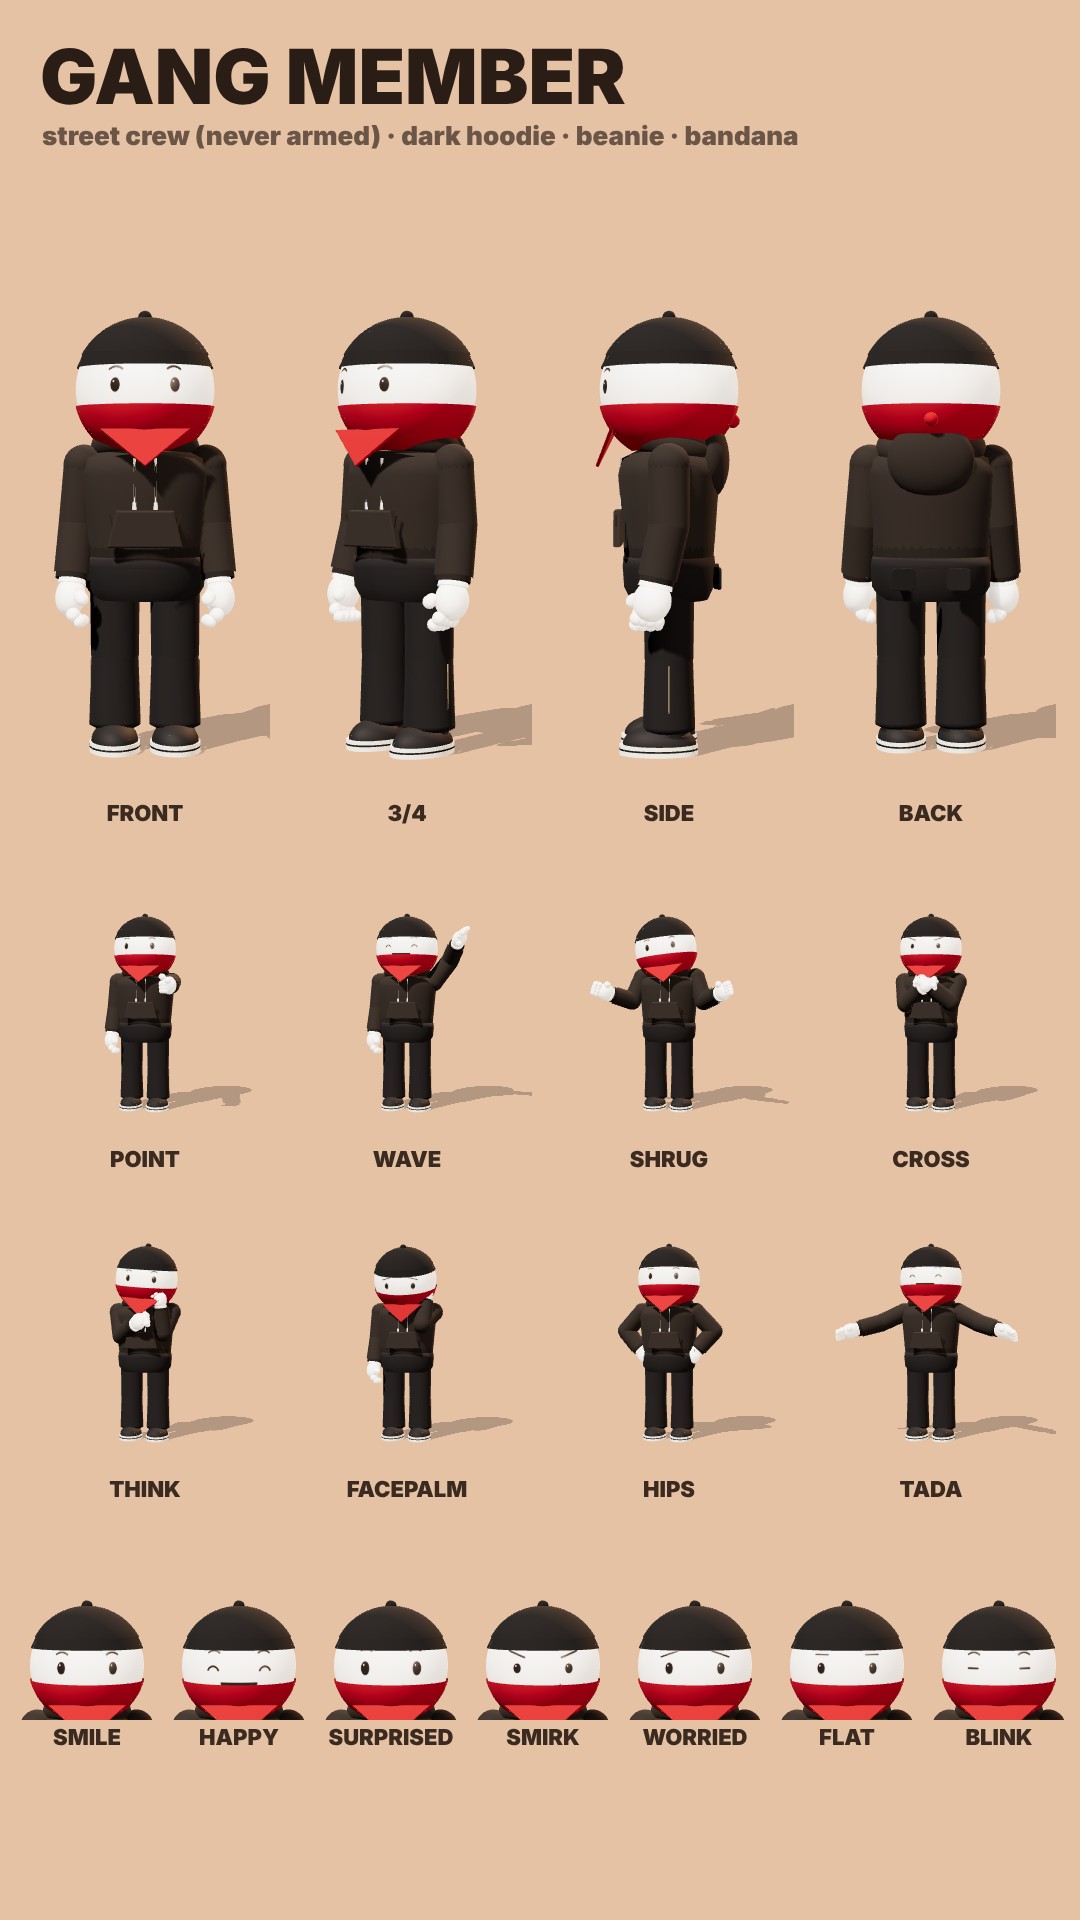 GANG MEMBER
street crew (never armed) · dark hoodie · beanie · bandana
FRONT
3/4
SIDE
BACK
POINT
WAVE
SHRUG
CROSS
THINK
FACEPALM
HIPS
TADA
SMILE
HAPPY
SURPRISED
SMIRK
WORRIED
FLAT
BLINK